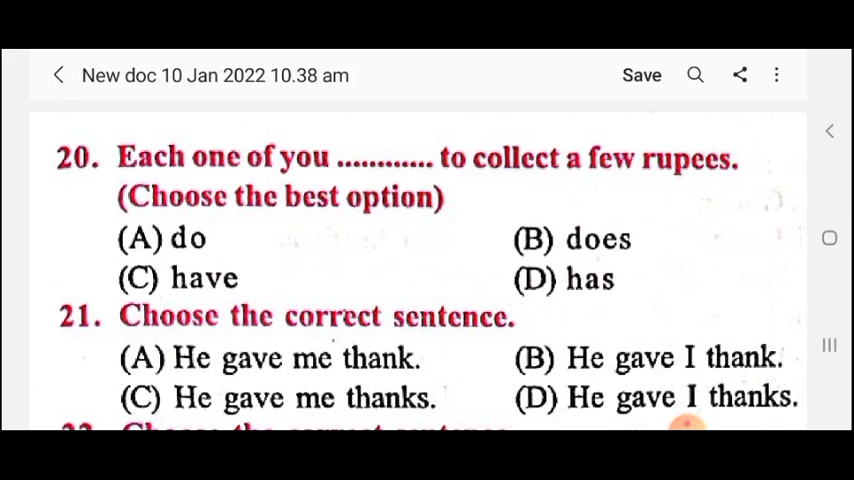 New doc 10 Jan 2022 10.38 am Save
20. Each one of you ............. to collect a few rupees.
(Choose the best option)
(A) do (B) does
(C) have (D) has
21. Choose the correct sentence.
(A) He gave me thank. (B) He gave I thank.
(C) He gave me thanks. (D) He gave I thanks.